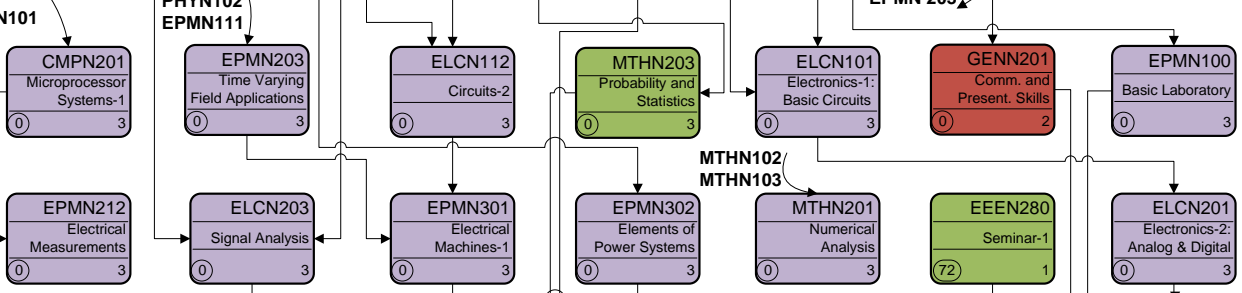 N101
PHYN102
EPMN111
EPMN 203
CMPN201
Microprocessor
Systems-1
0 3
EPMN203
Time Varying
Field Applications
0 3
ELCN112
Circuits-2
0 3
MTHN203
Probability and
Statistics
0 3
ELCN101
Electronics-1:
Basic Circuits
0 3
GENN201
Comm. and
Present. Skills
0 2
EPMN100
Basic Laboratory
0 3
MTHN102
MTHN103
EPMN212
Electrical
Measurements
0 3
ELCN203
Signal Analysis
0 3
EPMN301
Electrical
Machines-1
0 3
EPMN302
Elements of
Power Systems
0 3
MTHN201
Numerical
Analysis
0 3
EEEN280
Seminar-1
72 1
ELCN201
Electronics-2:
Analog & Digital
0 3